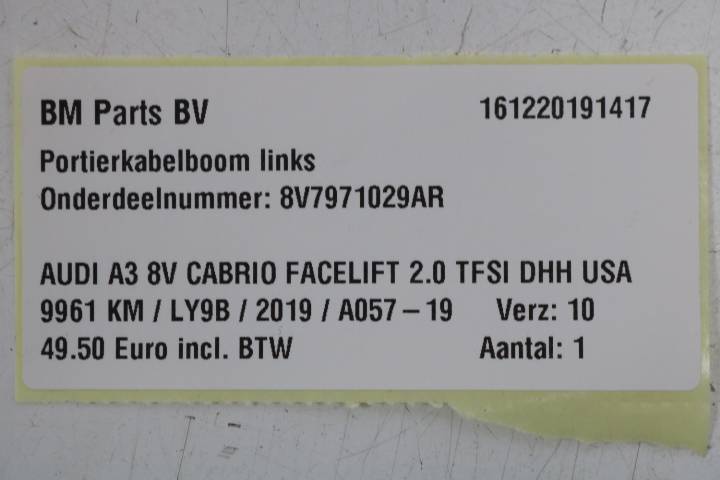 BM Parts BV 161220191417
Portierkabelboom links
Onderdeelnummer: 8V7971029AR
AUDI A3 8V CABRIO FACELIFT 2.0 TFSI DHH USA
9961 KM / LY9B / 2019 / A057 – 19 Verz: 10
49.50 Euro incl. BTW Aantal: 1